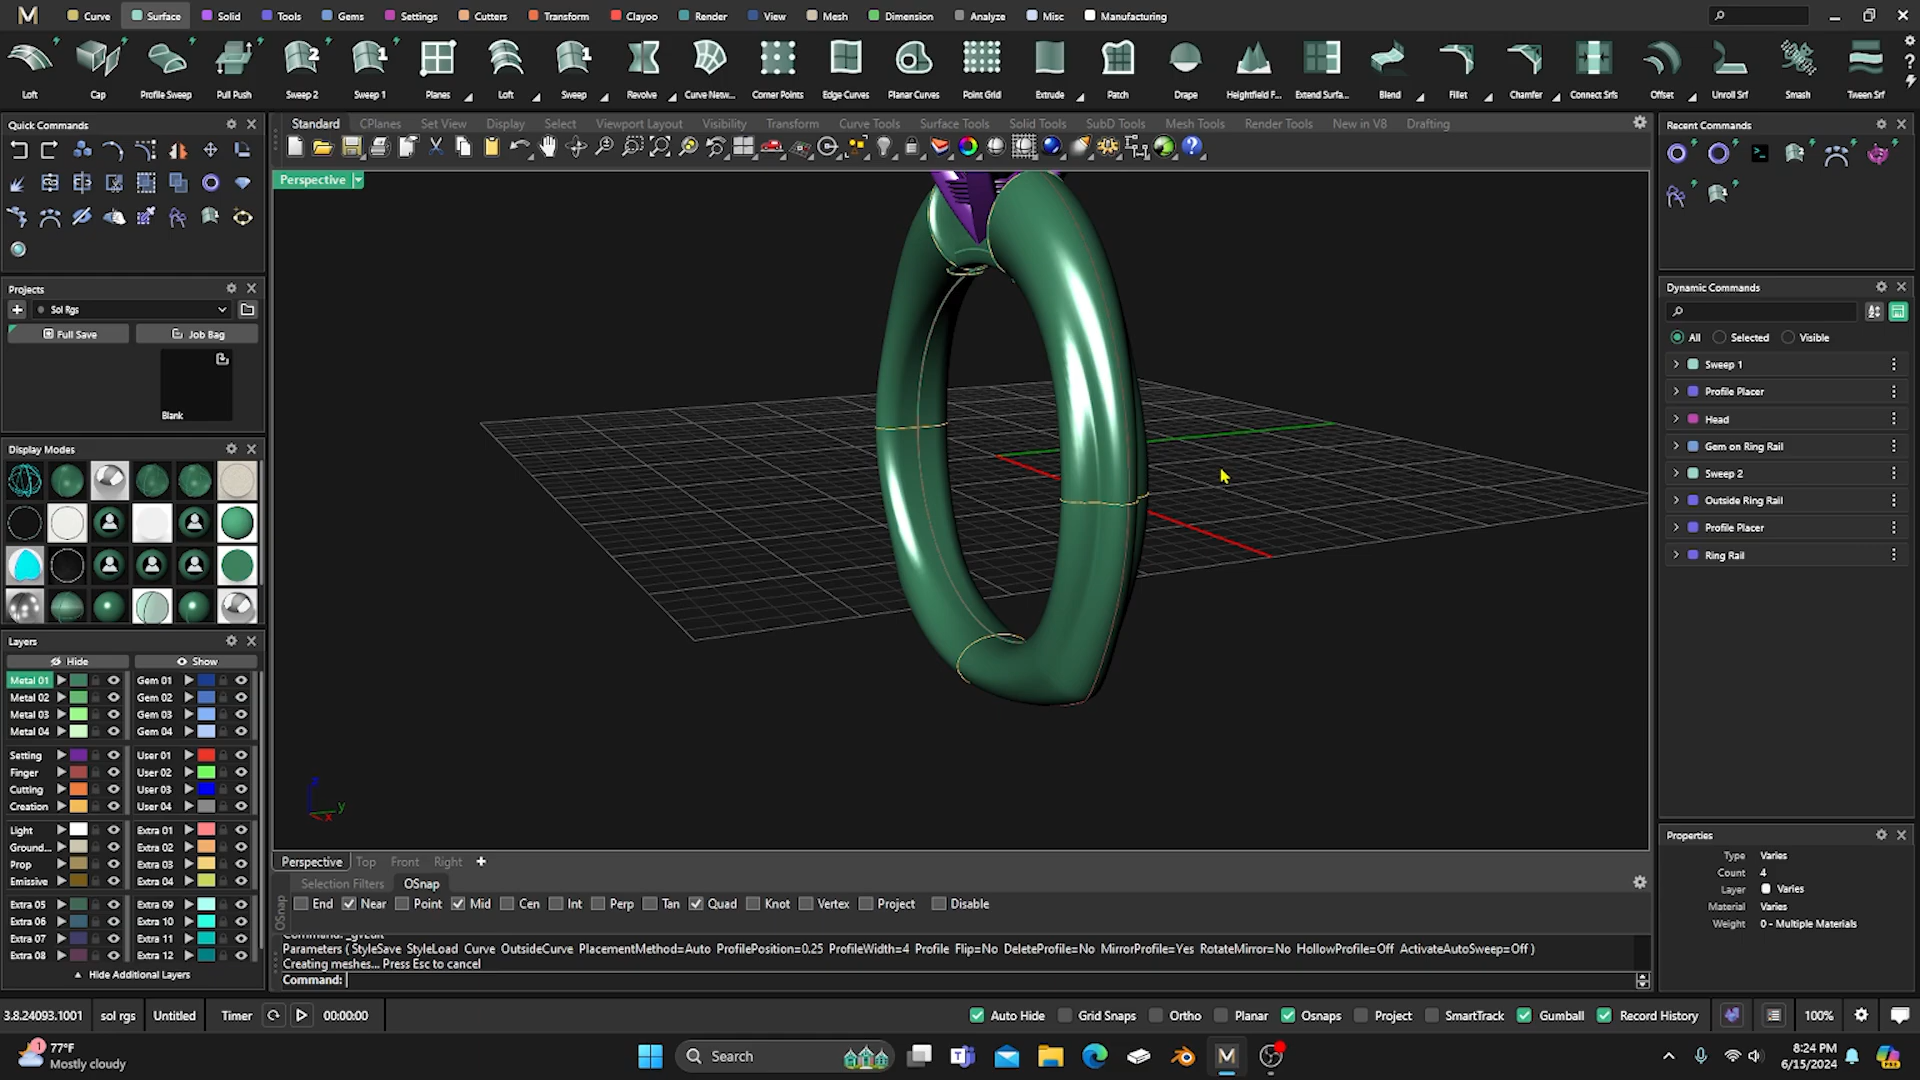 Curve Surface Solid Tools Gems Settings Cutters Transform Clayoo Render View Mesh Dimension Analyze Misc Manufacturing
Loft Cap Profile Sweep Pull Push Sweep 2 Sweep 1 Planes Loft Sweep Revolve Curve Netw... Corner Points Edge Curves Planar Curves Point Grid Extrude Patch Drape Heightfield F... Extend Surfa... Blend Fillet Chamfer Connect Srfs Offset Unroll Srf Smash Tween Srf
Quick Commands
Standard CPlanes Set View Display Select Viewport Layout Visibility Transform Curve Tools Surface Tools Solid Tools SubD Tools Mesh Tools Render Tools New in V8 Drafting
Recent Commands
Perspective
Projects
Sol Rgs
Full Save Job Bag
Blank
Display Modes
Dynamic Commands
All Selected Visible
Sweep 1
Profile Placer
Head
Gem on Ring Rail
Sweep 2
Outside Ring Rail
Profile Placer
Ring Rail
Layers
Hide Show
Metal 01 Gem 01
Metal 02 Gem 02
Metal 03 Gem 03
Metal 04 Gem 04
Setting User 01
Finger User 02
Cutting User 03
Creation User 04
Light Extra 01
Ground... Extra 02
Prop Extra 03
Emissive Extra 04
Extra 05 Extra 09
Extra 06 Extra 10
Extra 07 Extra 11
Extra 08 Extra 12
Hide Additional Layers
z y x
Perspective Top Front Right
Selection Filters OSnap
OSnap
End Near Point Mid Cen Int Perp Tan Quad Knot Vertex Project Disable
Command: _gvEdit
Parameters ( StyleSave StyleLoad Curve OutsideCurve PlacementMethod=Auto ProfilePosition=0.25 ProfileWidth=4 Profile Flip=No DeleteProfile=No MirrorProfile=Yes RotateMirror=No HollowProfile=Off ActivateAutoSweep=Off )
Creating meshes... Press Esc to cancel
Command:
Properties
Type Varies
Count 4
Layer Varies
Material Varies
Weight 0 - Multiple Materials
3.8.24093.1001 sol rgs Untitled Timer 00:00:00 Auto Hide Grid Snaps Ortho Planar Osnaps Project SmartTrack Gumball Record History 100%
1 77°F
Mostly cloudy
Search
8:24 PM
6/15/2024